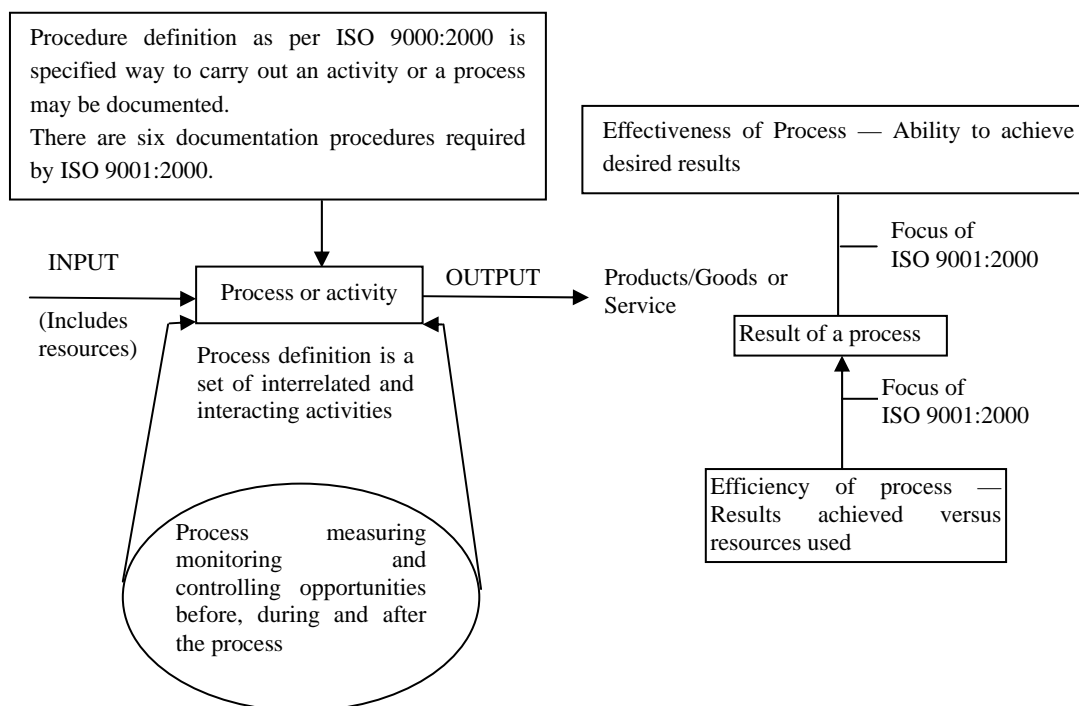 Procedure definition as per ISO 9000:2000 is
specified way to carry out an activity or a process
may be documented.
There are six documentation procedures required
by ISO 9001:2000.
Effectiveness of Process — Ability to achieve
desired results
Focus of
ISO 9001:2000
INPUT
(Includes
resources)
Process or activity
OUTPUT
Products/Goods or
Service
Process definition is a
set of interrelated and
interacting activities
Result of a process
Focus of
ISO 9001:2000
Efficiency of process —
Results achieved versus
resources used
Process measuring
monitoring and
controlling opportunities
before, during and after
the process